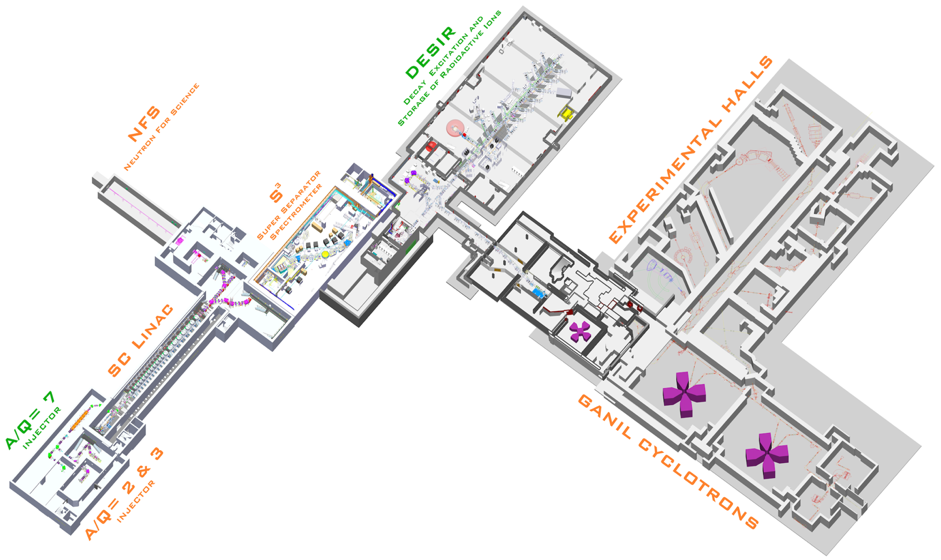 DESIR
Decay Excitation and
Storage of Radioactive Ions
EXPERIMENTAL HALLS
NFS
Neutron For Science
S³
Super Separator
Spectrometer
SC Linac
A/Q= 7
injector
A/Q= 2 & 3
injector
GANIL CYCLOTRONS